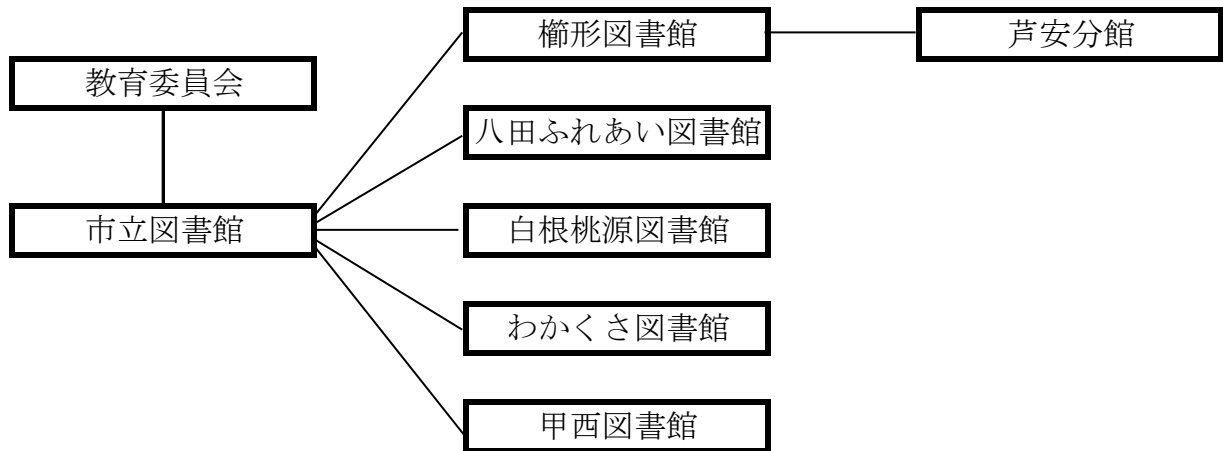 教育委員会
市立図書館
櫛形図書館
芦安分館
八田ふれあい図書館
白根桃源図書館
わかくさ図書館
甲西図書館